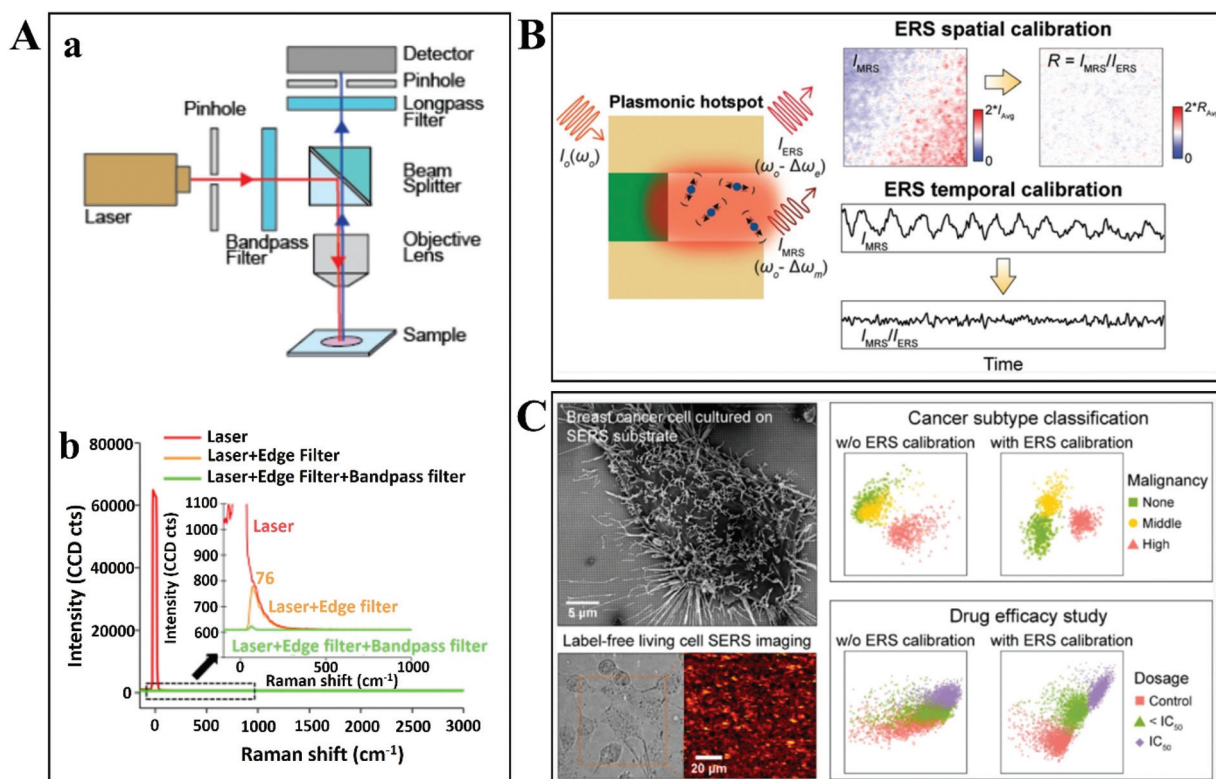 A
a
Detector
Pinhole
Longpass
Filter
Pinhole
Laser
Beam
Splitter
Bandpass
Filter
Objective
Lens
Sample
b
Laser
Laser+Edge Filter
Laser+Edge Filter+Bandpass filter
Intensity (CCD cts)
80000
60000
40000
20000
0
0
500
1000
1500
2000
2500
3000
Raman shift (cm⁻¹)
Intensity (CCD cts)
1100
1000
900
800
700
600
Laser
76
Laser+Edge filter
Laser+Edge filter+Bandpass filter
0
500
1000
Raman shift (cm⁻¹)
B
Plasmonic hotspot
I₀(ω₀)
I_ERS
(ω₀- Δω_e)
I_MRS
(ω₀- Δω_m)
ERS spatial calibration
I_MRS
2*I_Avg
0
R = I_MRS/I_ERS
2*R_Avg
0
ERS temporal calibration
I_MRS
I_MRS/I_ERS
Time
C
Breast cancer cell cultured on
SERS substrate
5 µm
Label-free living cell SERS imaging
20 µm
Cancer subtype classification
w/o ERS calibration
with ERS calibration
Malignancy
None
Middle
High
Drug efficacy study
w/o ERS calibration
with ERS calibration
Dosage
Control
< IC₅₀
IC₅₀